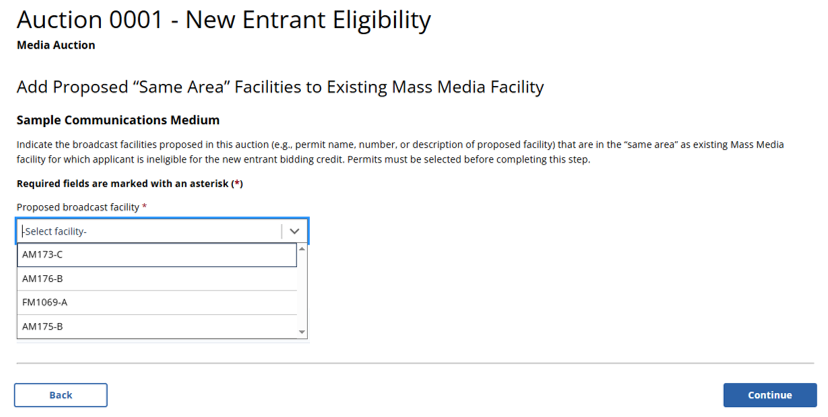 Auction 0001 - New Entrant Eligibility
Media Auction
Add Proposed “Same Area” Facilities to Existing Mass Media Facility
Sample Communications Medium
Indicate the broadcast facilities proposed in this auction (e.g., permit name, number, or description of proposed facility) that are in the “same area” as existing Mass Media
facility for which applicant is ineligible for the new entrant bidding credit. Permits must be selected before completing this step.
Required fields are marked with an asterisk (*)
Proposed broadcast facility *
-Select facility-
AM173-C
AM176-B
FM1069-A
AM175-B
Back
Continue